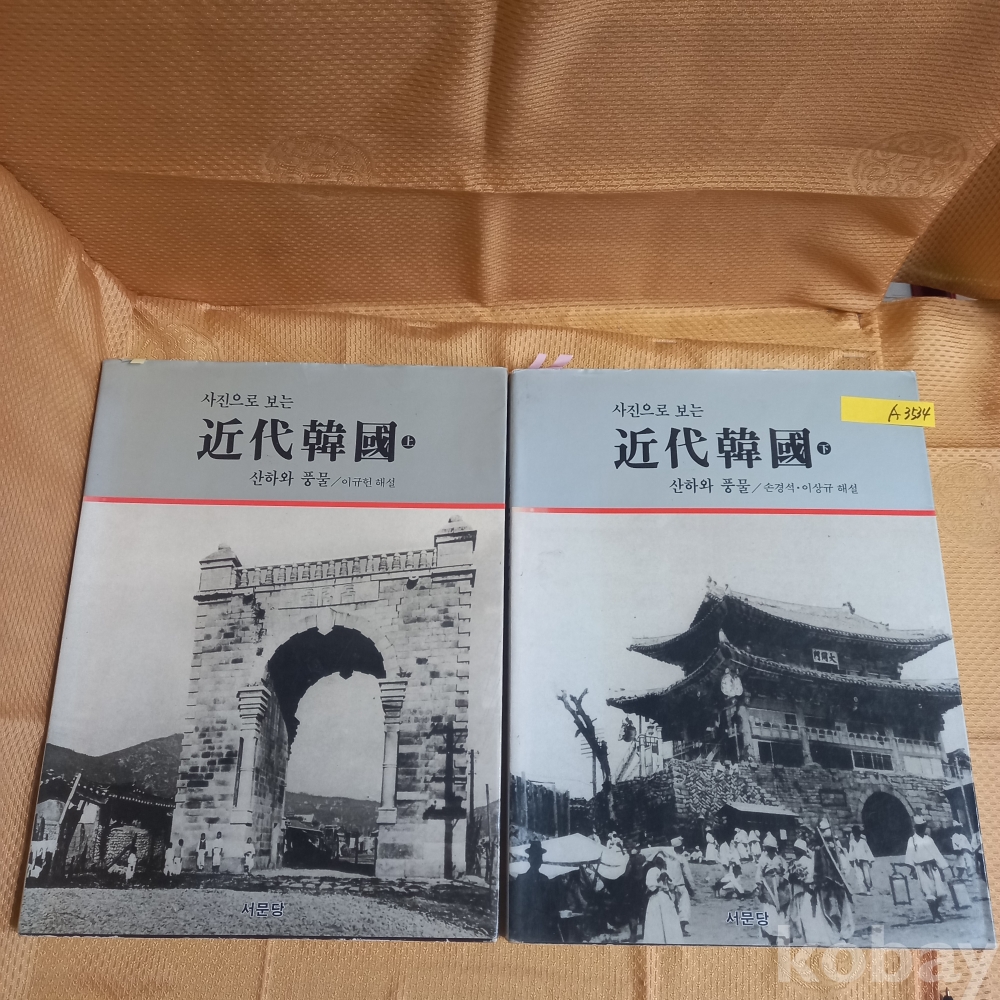 사진으로 보는
近代韓國 上
산하와 풍물/이규헌 해설
서문당
사진으로 보는
A3534
近代韓國 下
산하와 풍물/손경석·이상규 해설
서문당
kobay